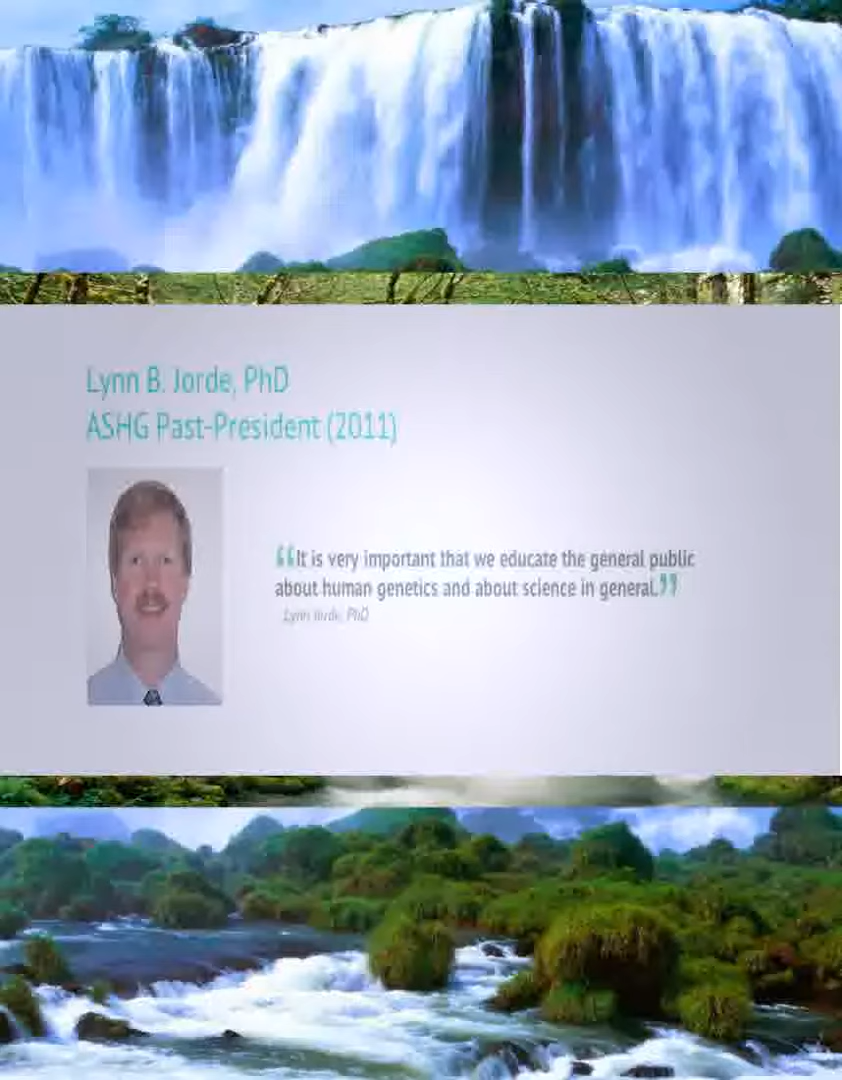 Lynn B. Jorde, PhD
ASHG Past-President (2011)
“It is very important that we educate the general public
about human genetics and about science in general.”
Lynn Jorde, PhD